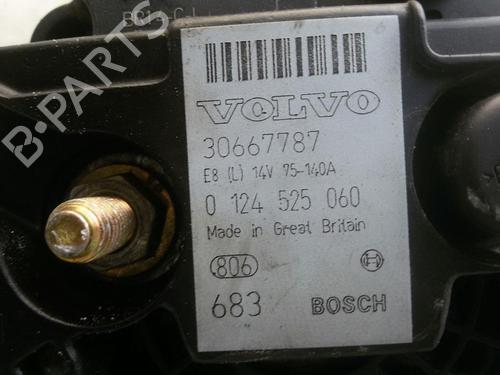 B-PARTS
VOLVO
30667787
E8 (L) 14V 75-140A
0 124 525 060
Made in Great Britain
806
683 BOSCH